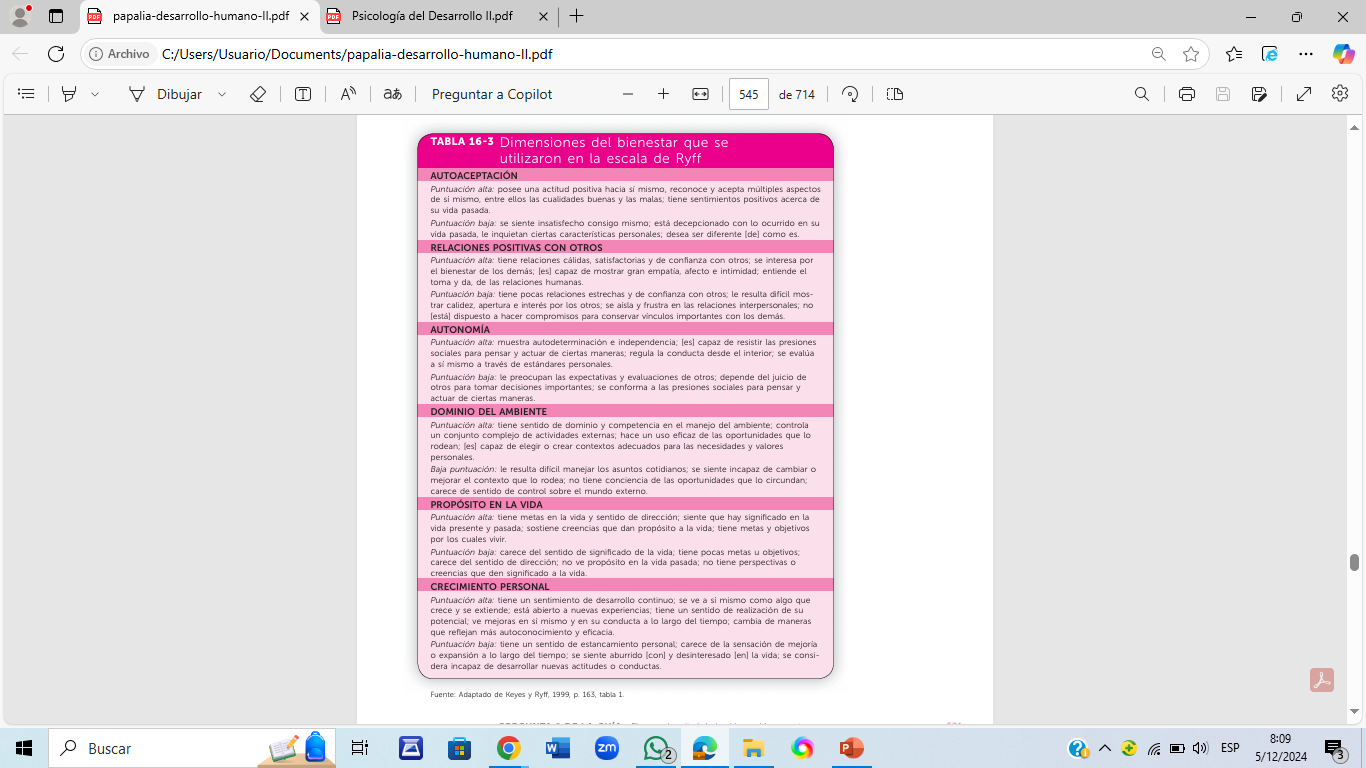 papalia-desarrollo-humano-II.pdf
Psicología del Desarrollo II.pdf
Archivo
C:/Users/Usuario/Documents/papalia-desarrollo-humano-II.pdf
Dibujar
Preguntar a Copilot
545
de 714
TABLA 16-3 Dimensiones del bienestar que se
utilizaron en la escala de Ryff
AUTOACEPTACIÓN
Puntuación alta: posee una actitud positiva hacia sí mismo, reconoce y acepta múltiples aspectos
de sí mismo, entre ellos las cualidades buenas y las malas; tiene sentimientos positivos acerca de
su vida pasada.
Puntuación baja: se siente insatisfecho consigo mismo; está decepcionado con lo ocurrido en su
vida pasada, le inquietan ciertas características personales; desea ser diferente [de] como es.
RELACIONES POSITIVAS CON OTROS
Puntuación alta: tiene relaciones cálidas, satisfactorias y de confianza con otros; se interesa por
el bienestar de los demás; [es] capaz de mostrar gran empatía, afecto e intimidad; entiende el
toma y da, de las relaciones humanas.
Puntuación baja: tiene pocas relaciones estrechas y de confianza con otros; le resulta difícil mos-
trar calidez, apertura e interés por los otros; se aísla y frustra en las relaciones interpersonales; no
[está] dispuesto a hacer compromisos para conservar vínculos importantes con los demás.
AUTONOMÍA
Puntuación alta: muestra autodeterminación e independencia; [es] capaz de resistir las presiones
sociales para pensar y actuar de ciertas maneras; regula la conducta desde el interior; se evalúa
a sí mismo a través de estándares personales.
Puntuación baja: le preocupan las expectativas y evaluaciones de otros; depende del juicio de
otros para tomar decisiones importantes; se conforma a las presiones sociales para pensar y
actuar de ciertas maneras.
DOMINIO DEL AMBIENTE
Puntuación alta: tiene sentido de dominio y competencia en el manejo del ambiente; controla
un conjunto complejo de actividades externas; hace un uso eficaz de las oportunidades que lo
rodean; [es] capaz de elegir o crear contextos adecuados para las necesidades y valores
personales.
Baja puntuación: le resulta difícil manejar los asuntos cotidianos; se siente incapaz de cambiar o
mejorar el contexto que lo rodea; no tiene conciencia de las oportunidades que lo circundan;
carece de sentido de control sobre el mundo externo.
PROPÓSITO EN LA VIDA
Puntuación alta: tiene metas en la vida y sentido de dirección; siente que hay significado en la
vida presente y pasada; sostiene creencias que dan propósito a la vida; tiene metas y objetivos
por los cuales vivir.
Puntuación baja: carece del sentido de significado de la vida; tiene pocas metas u objetivos;
carece del sentido de dirección; no ve propósito en la vida pasada; no tiene perspectivas o
creencias que den significado a la vida.
CRECIMIENTO PERSONAL
Puntuación alta: tiene un sentimiento de desarrollo continuo; se ve a sí mismo como algo que
crece y se extiende; está abierto a nuevas experiencias; tiene un sentido de realización de su
potencial; ve mejoras en sí mismo y en su conducta a lo largo del tiempo; cambia de maneras
que reflejan más autoconocimiento y eficacia.
Puntuación baja: tiene un sentido de estancamiento personal; carece de la sensación de mejoría
o expansión a lo largo del tiempo; se siente aburrido [con] y desinteresado [en] la vida; se consi-
dera incapaz de desarrollar nuevas actitudes o conductas.
Fuente: Adaptado de Keyes y Ryff, 1999, p. 163, tabla 1.
Buscar
2
ESP
8:09
5/12/2024
3